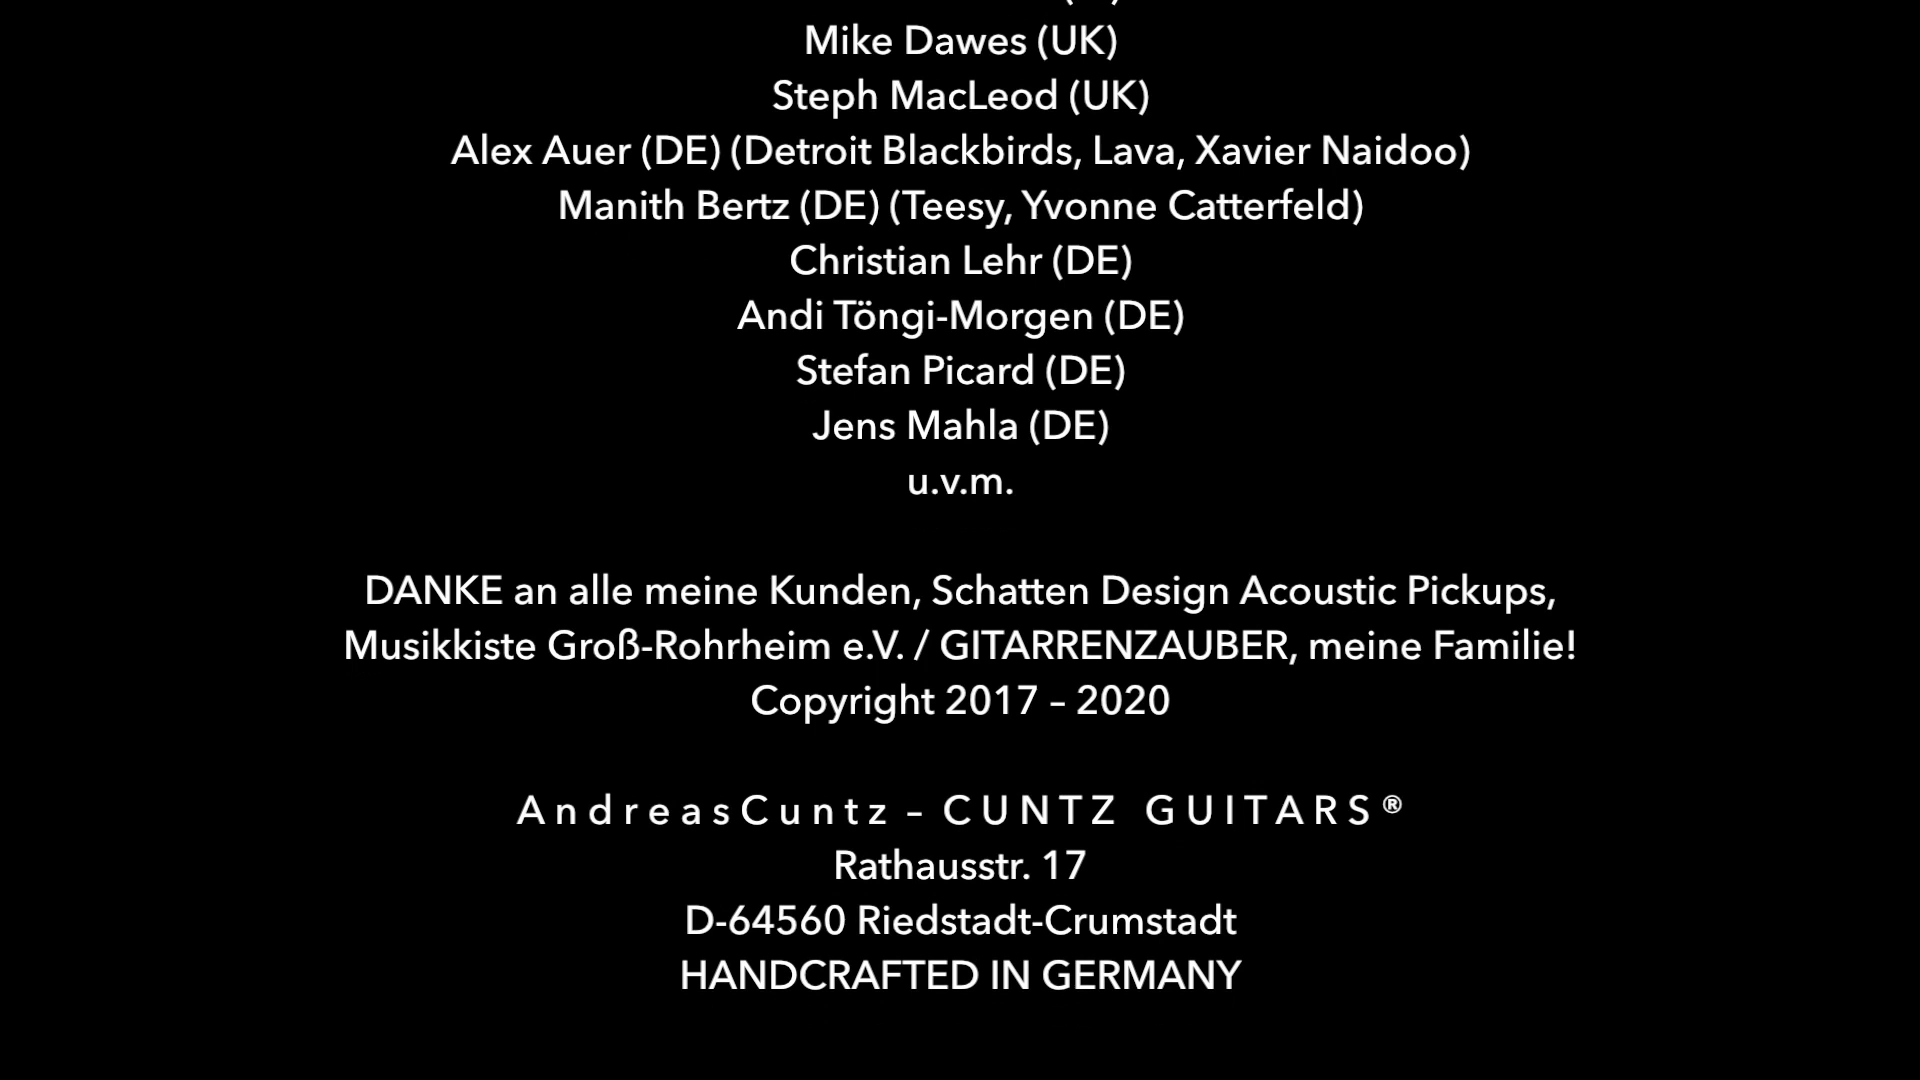 Mike Dawes (UK)
Steph MacLeod (UK)
Alex Auer (DE) (Detroit Blackbirds, Lava, Xavier Naidoo)
Manith Bertz (DE) (Teesy, Yvonne Catterfeld)
Christian Lehr (DE)
Andi Töngi-Morgen (DE)
Stefan Picard (DE)
Jens Mahla (DE)
u.v.m.
DANKE an alle meine Kunden, Schatten Design Acoustic Pickups,
Musikkiste Groß-Rohrheim e.V. / GITARRENZAUBER, meine Familie!
Copyright 2017 – 2020
AndreasCuntz – CUNTZ GUITARS®
Rathausstr. 17
D-64560 Riedstadt-Crumstadt
HANDCRAFTED IN GERMANY